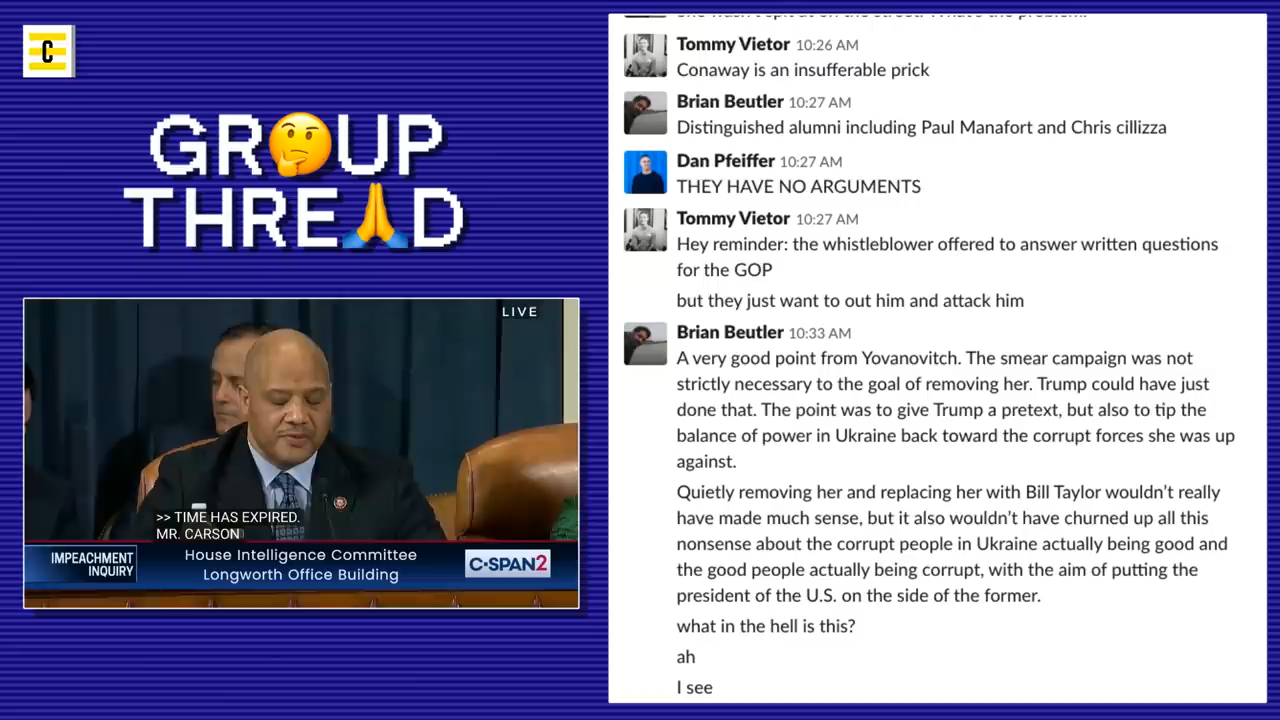 C
GROUP
THREAD
LIVE
>> TIME HAS EXPIRED.
MR. CARSON
IMPEACHMENT
INQUIRY
House Intelligence Committee
Longworth Office Building
C-SPAN2
Tommy Vietor 10:26 AM
Conaway is an insufferable prick
Brian Beutler 10:27 AM
Distinguished alumni including Paul Manafort and Chris cillizza
Dan Pfeiffer 10:27 AM
THEY HAVE NO ARGUMENTS
Tommy Vietor 10:27 AM
Hey reminder: the whistleblower offered to answer written questions
for the GOP
but they just want to out him and attack him
Brian Beutler 10:33 AM
A very good point from Yovanovitch. The smear campaign was not
strictly necessary to the goal of removing her. Trump could have just
done that. The point was to give Trump a pretext, but also to tip the
balance of power in Ukraine back toward the corrupt forces she was up
against.
Quietly removing her and replacing her with Bill Taylor wouldn't really
have made much sense, but it also wouldn't have churned up all this
nonsense about the corrupt people in Ukraine actually being good and
the good people actually being corrupt, with the aim of putting the
president of the U.S. on the side of the former.
what in the hell is this?
ah
I see